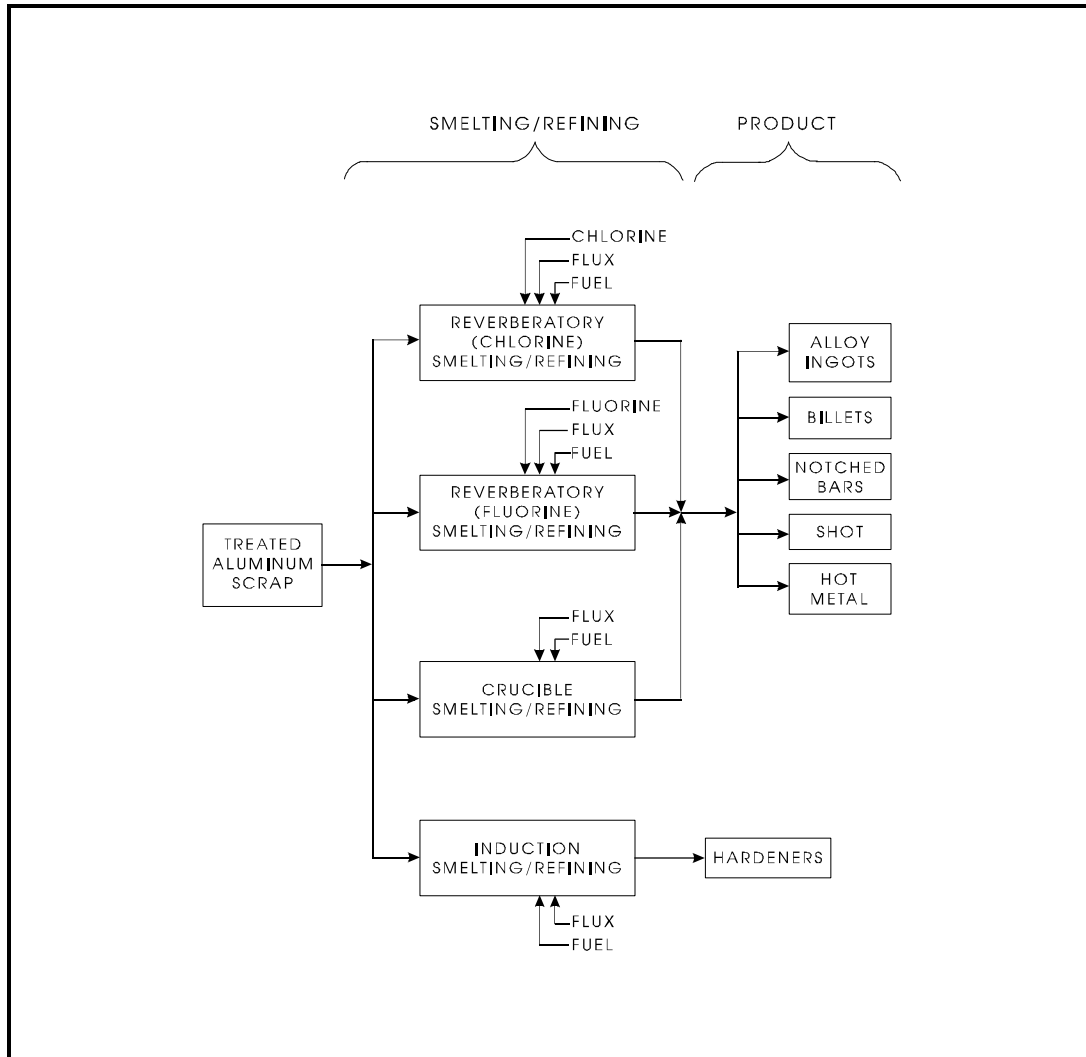 SMELTING/REFINING
PRODUCT
CHLORINE
FLUX
FUEL
REVERBERATORY
(CHLORINE)
SMELTING/REFINING
ALLOY
INGOTS
FLUORINE
FLUX
FUEL
BILLETS
REVERBERATORY
(FLUORINE)
SMELTING/REFINING
NOTCHED
BARS
SHOT
TREATED
ALUMINUM
SCRAP
HOT
METAL
FLUX
FUEL
CRUCIBLE
SMELTING/REFINING
INDUCTION
SMELTING/REFINING
HARDENERS
FLUX
FUEL